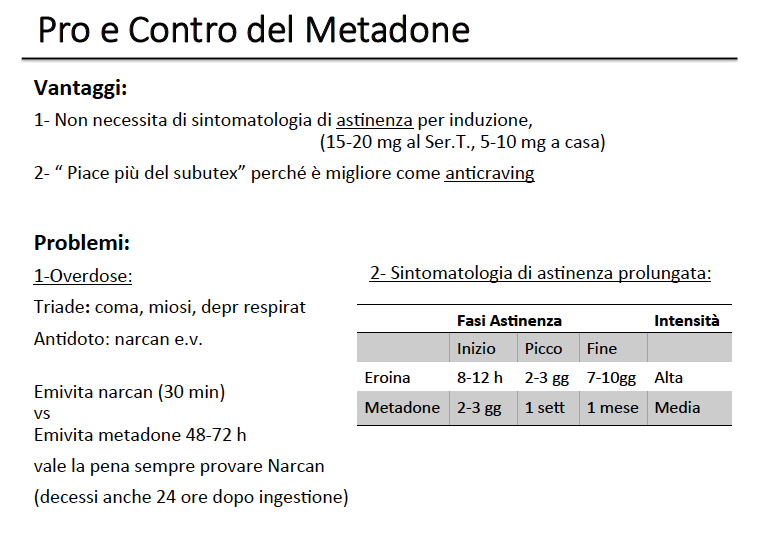 Pro e Contro del Metadone
Vantaggi:
1- Non necessita di sintomatologia di astinenza per induzione,
(15-20 mg al Ser.T., 5-10 mg a casa)
2- “ Piace più del subutex” perché è migliore come anticraving
Problemi:
1-Overdose:
Triade: coma, miosi, depr respirat
Antidoto: narcan e.v.
Emivita narcan (30 min)
vs
Emivita metadone 48-72 h
vale la pena sempre provare Narcan
(decessi anche 24 ore dopo ingestione)
2- Sintomatologia di astinenza prolungata:
Fasi Astinenza Intensità
Inizio Picco Fine
Eroina 8-12 h 2-3 gg 7-10gg Alta
Metadone 2-3 gg 1 sett 1 mese Media